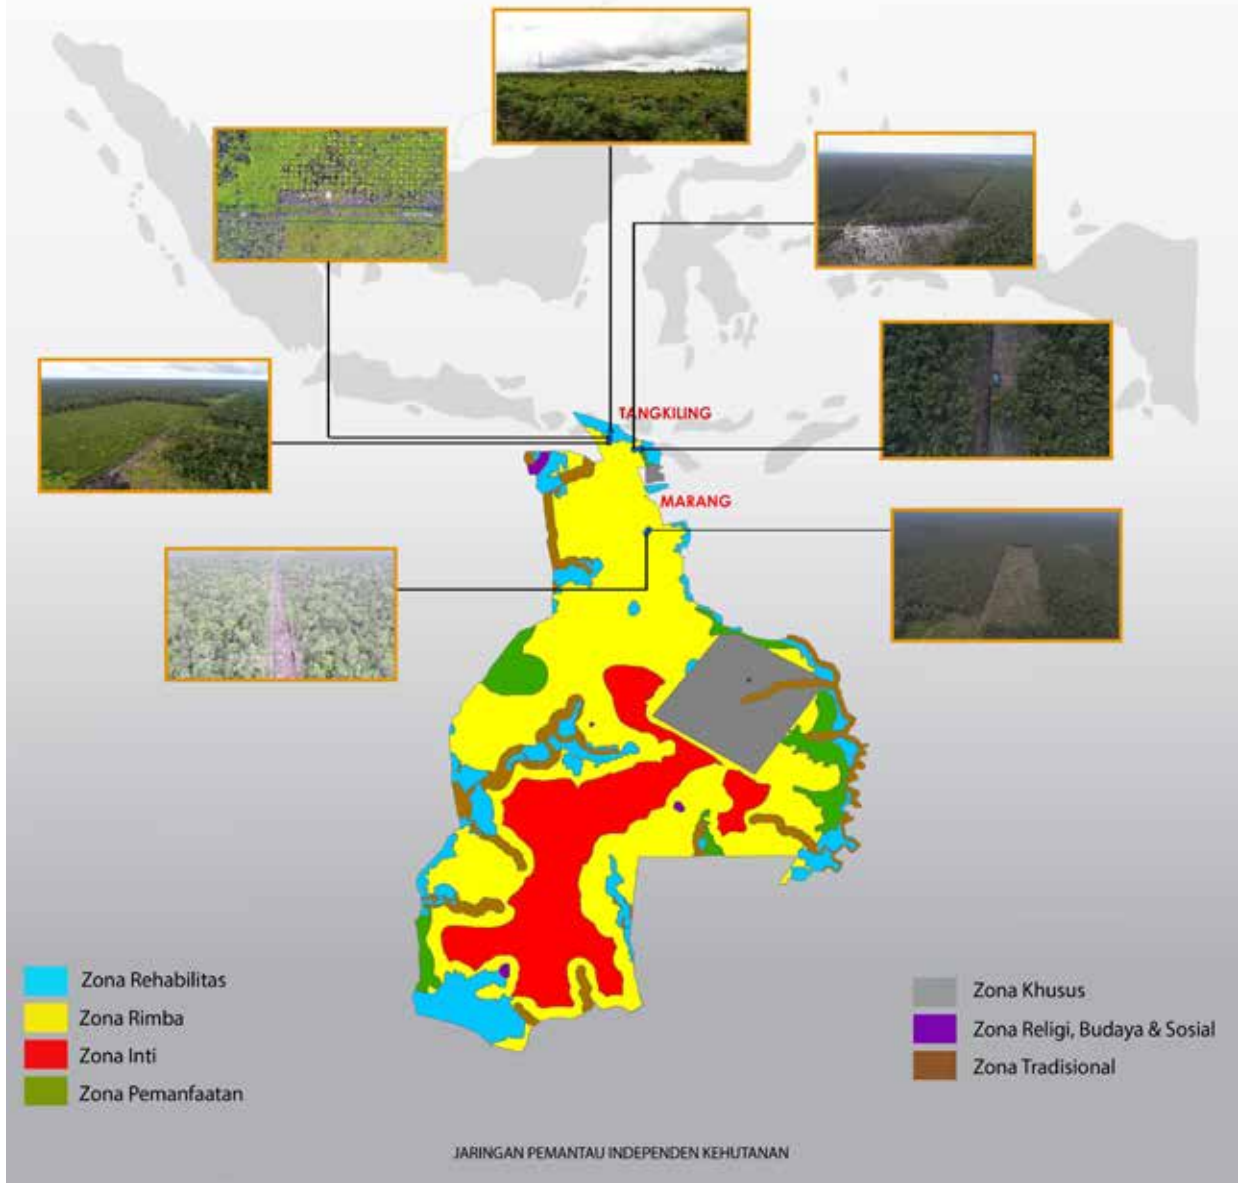 TANGKILING
MARANG
Zona Rehabilitas
Zona Rimba
Zona Inti
Zona Pemanfaatan
Zona Khusus
Zona Religi, Budaya & Sosial
Zona Tradisional
JARINGAN PEMANTAU INDEPENDEN KEHUTANAN